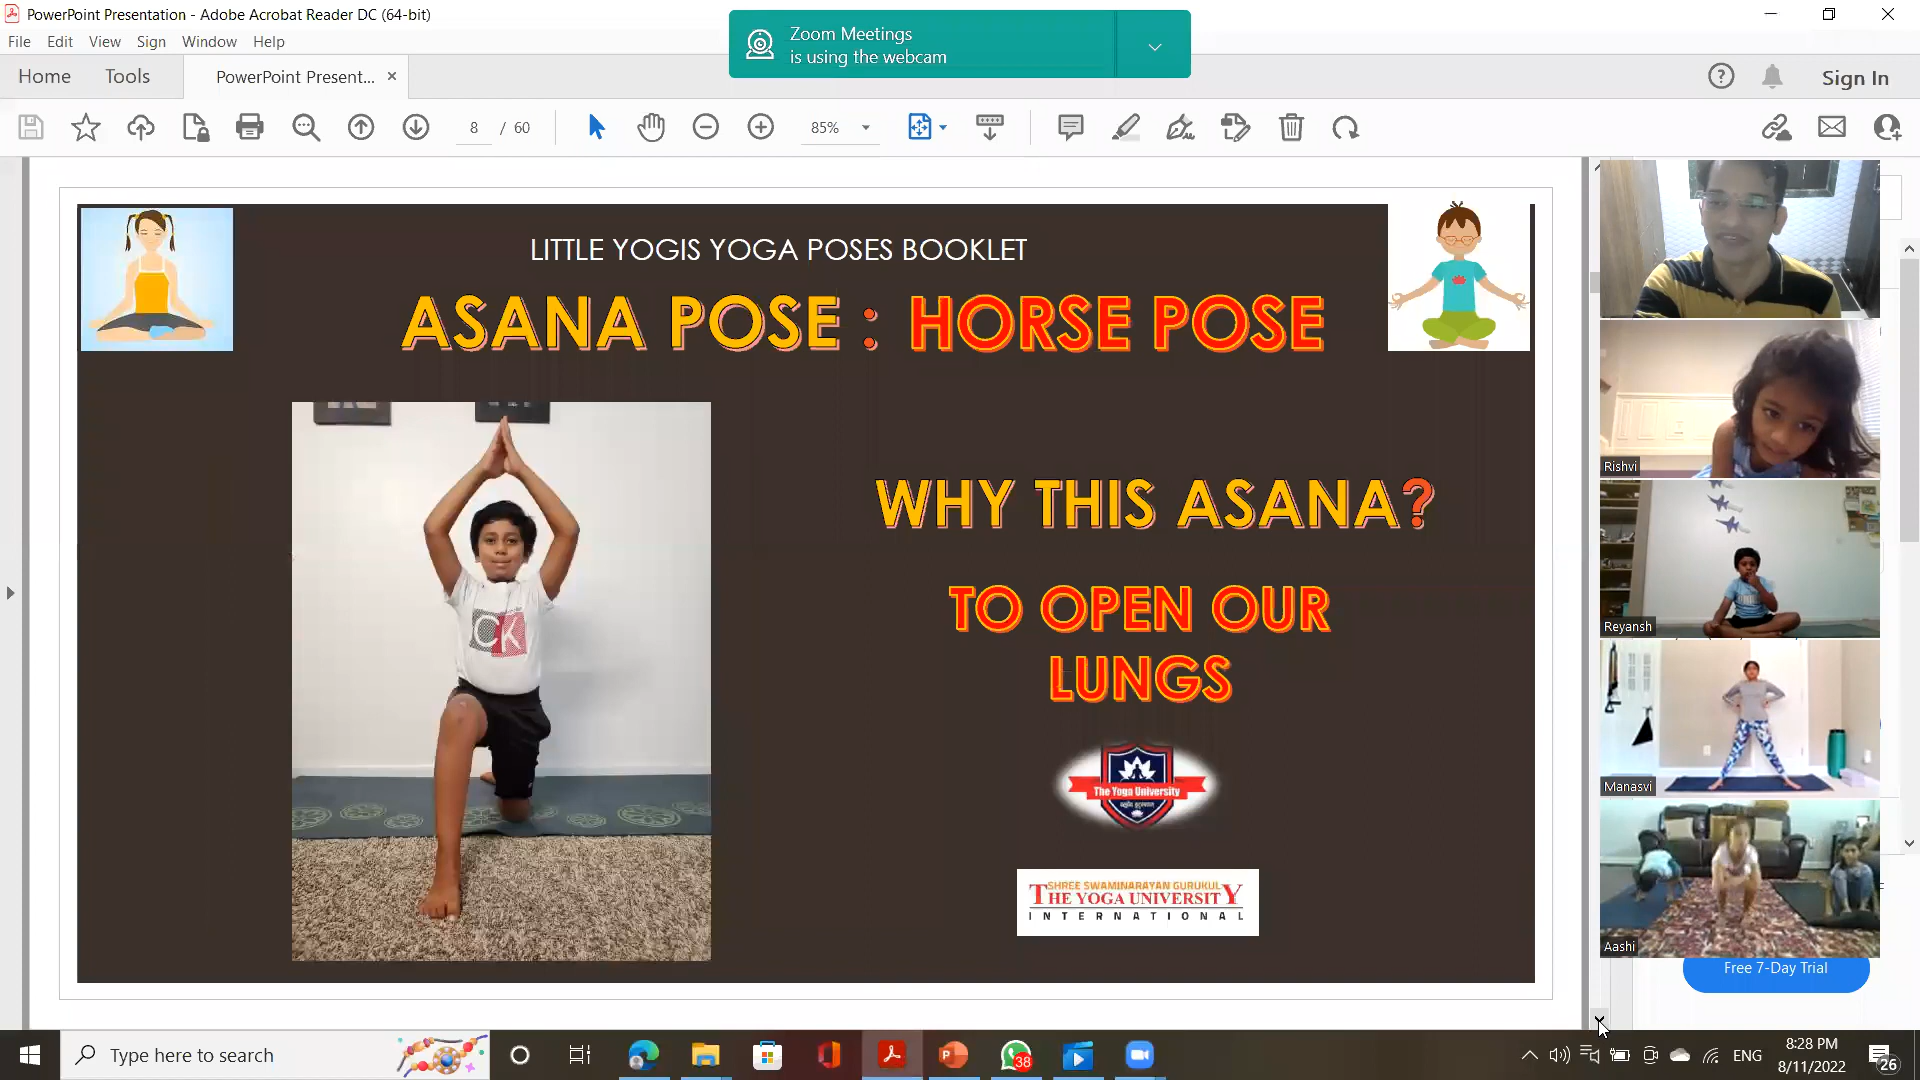 PowerPoint Presentation - Adobe Acrobat Reader DC (64-bit)
File Edit View Sign Window Help
Zoom Meetings
is using the webcam
Home Tools PowerPoint Present... ×
Sign In
8 / 60
85%
LITTLE YOGIS YOGA POSES BOOKLET
ASANA POSE : HORSE POSE
CK
WHY THIS ASANA?
TO OPEN OUR
LUNGS
The Yoga University
SHREE SWAMINARAYAN GURUKUL
THE YOGA UNIVERSITY
INTERNATIONAL
Rishvi
Reyansh
Manasvi
Aashi
Free 7-Day Trial
Type here to search
38
ENG
8:28 PM
8/11/2022
26